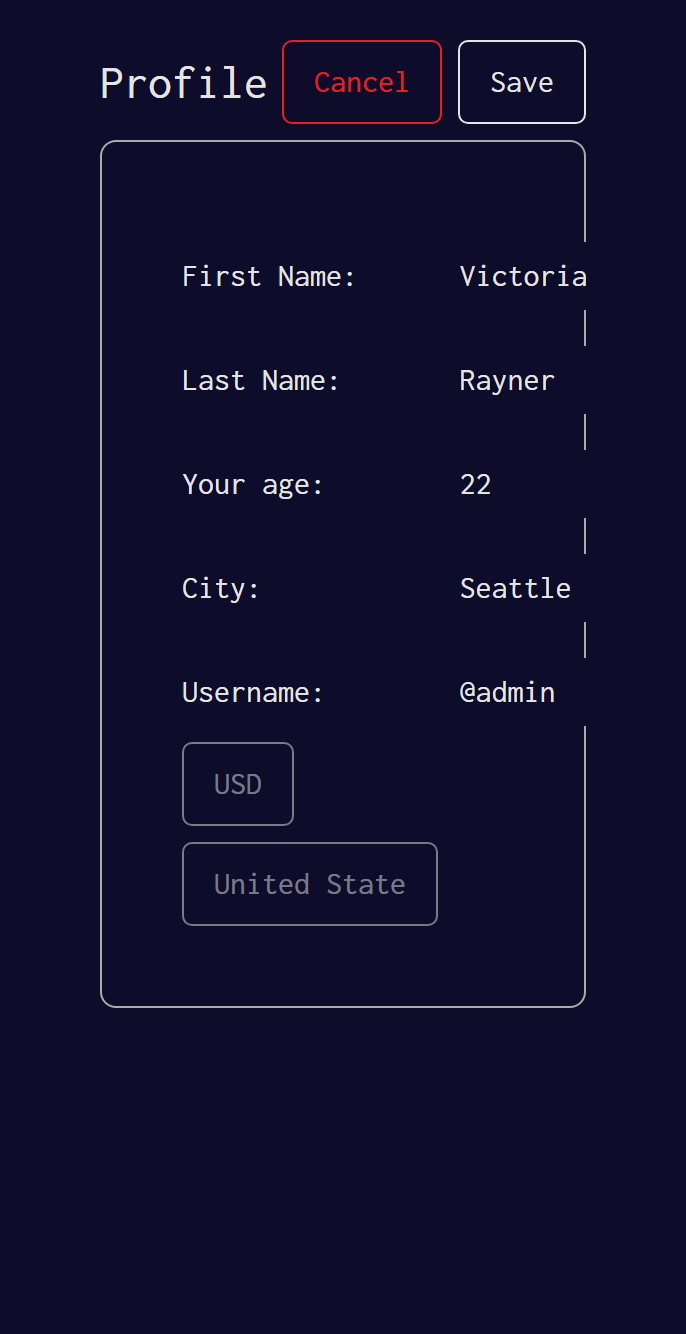 Profile Cancel Save
First Name: Victoria
Last Name: Rayner
Your age: 22
City: Seattle
Username: @admin
USD
United State